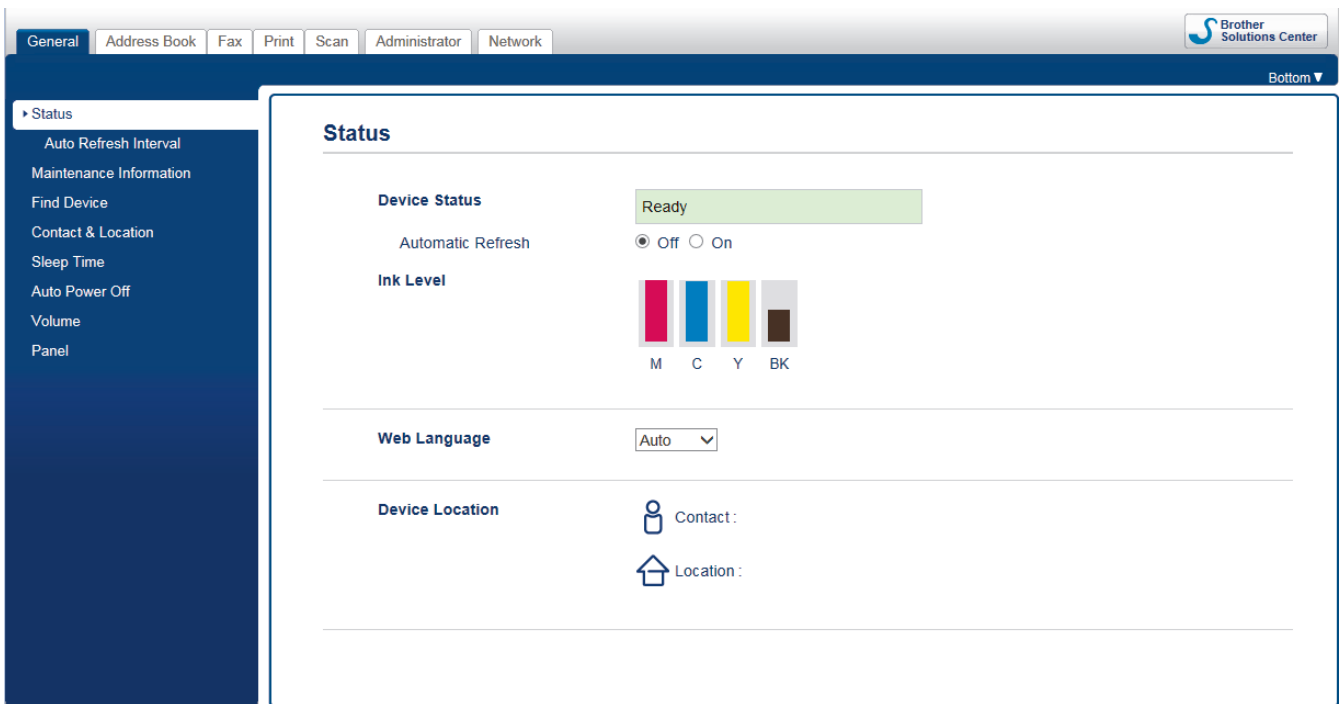 General Address Book Fax Print Scan Administrator Network
Brother
Solutions Center
Bottom▼
Status
Auto Refresh Interval
Maintenance Information
Find Device
Contact & Location
Sleep Time
Auto Power Off
Volume
Panel
Status
Device Status Ready
Automatic Refresh Off On
Ink Level
M C Y BK
Web Language Auto
Device Location Contact :
Location :